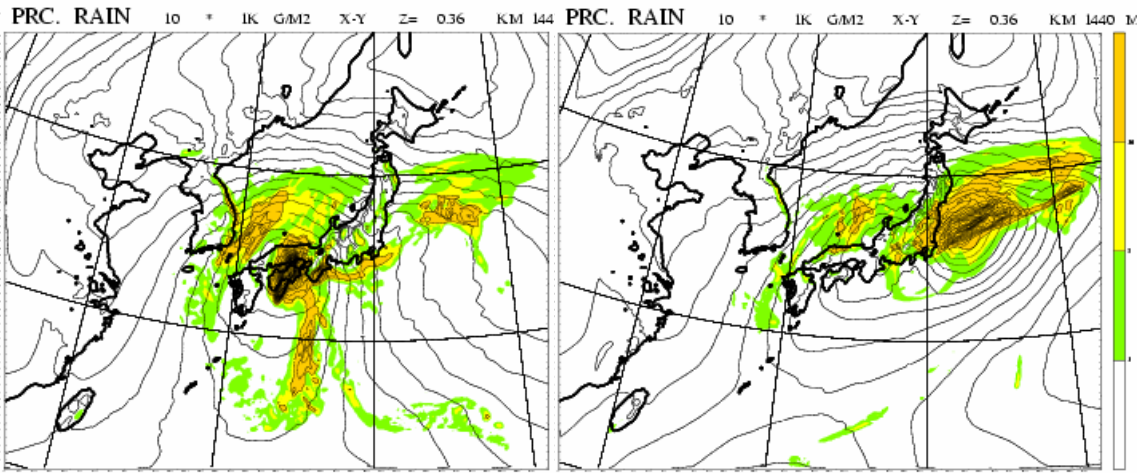 PRC. RAIN 10 * 1K G/M2 X-Y Z= 0.36 KM 144
PRC. RAIN 10 * 1K G/M2 X-Y Z= 0.36 KM 1440 M